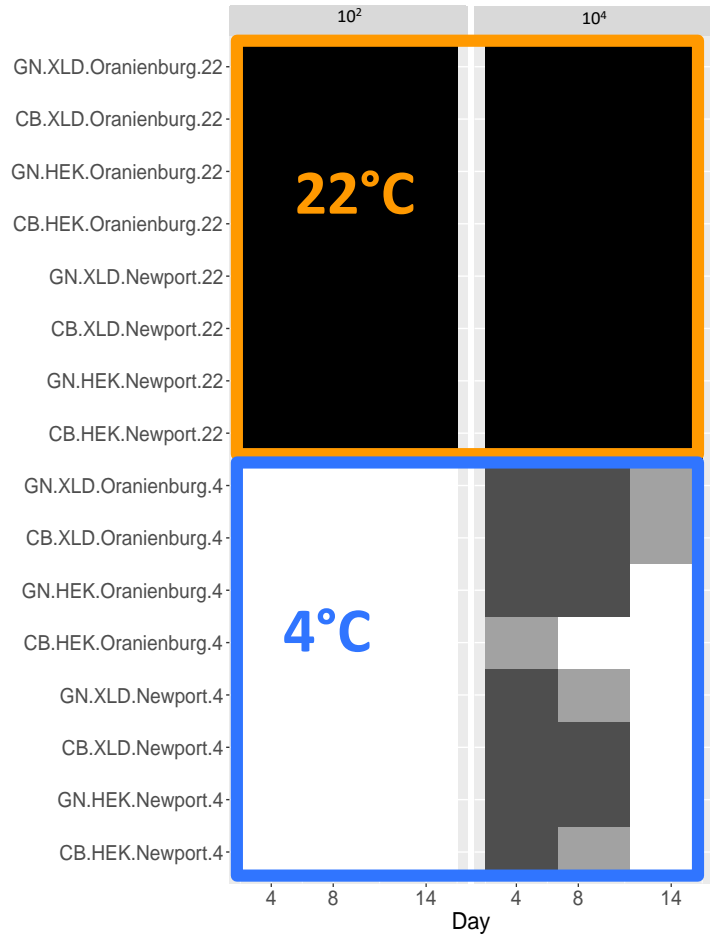 10² 10⁴
GN.XLD.Oranienburg.22
CB.XLD.Oranienburg.22
GN.HEK.Oranienburg.22
22°C
CB.HEK.Oranienburg.22
GN.XLD.Newport.22
CB.XLD.Newport.22
GN.HEK.Newport.22
CB.HEK.Newport.22
GN.XLD.Oranienburg.4
CB.XLD.Oranienburg.4
GN.HEK.Oranienburg.4
4°C
CB.HEK.Oranienburg.4
GN.XLD.Newport.4
CB.XLD.Newport.4
GN.HEK.Newport.4
CB.HEK.Newport.4
4 8 14 4 8 14
Day